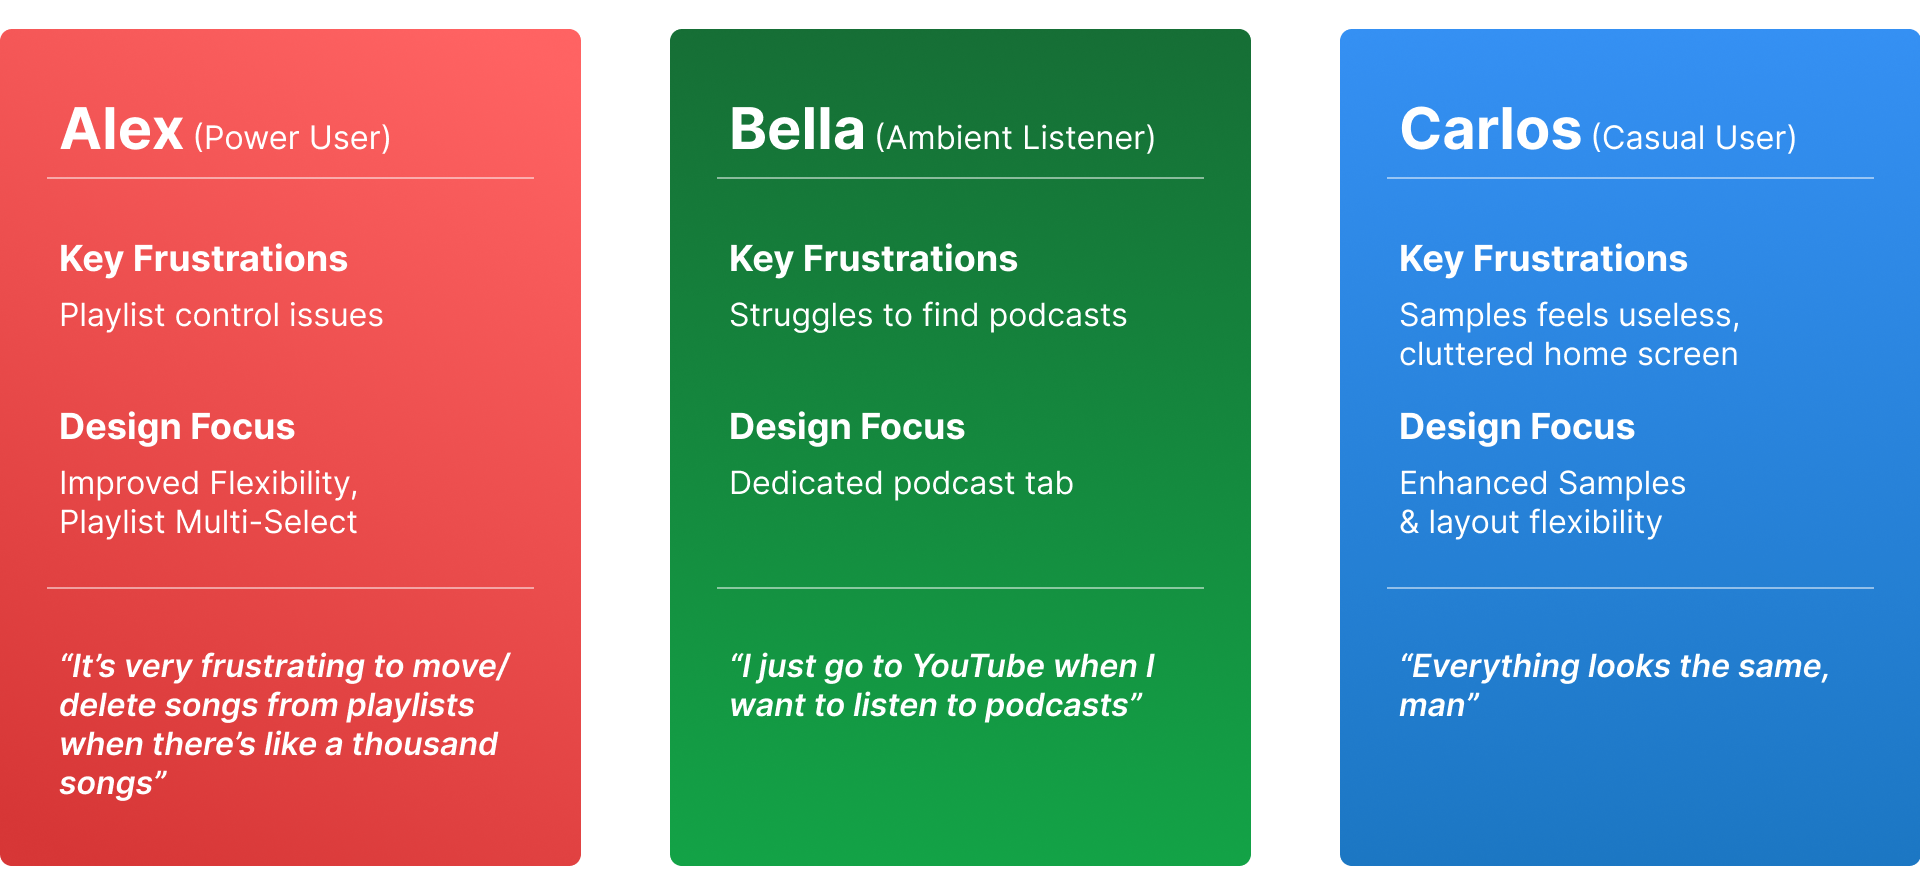 Alex (Power User)
Key Frustrations
Playlist control issues
Design Focus
Improved Flexibility,
Playlist Multi-Select
“It’s very frustrating to move/
delete songs from playlists
when there’s like a thousand
songs”
Bella (Ambient Listener)
Key Frustrations
Struggles to find podcasts
Design Focus
Dedicated podcast tab
“I just go to YouTube when I
want to listen to podcasts”
Carlos (Casual User)
Key Frustrations
Samples feels useless,
cluttered home screen
Design Focus
Enhanced Samples
& layout flexibility
“Everything looks the same,
man”